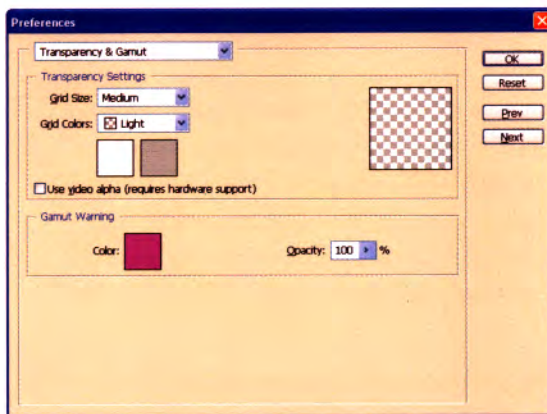 Preferences
Transparency & Gamut
OK
Reset
Prev
Next
Transparency Settings
Grid Size: Medium
Grid Colors: Light
Use video alpha (requires hardware support)
Gamut Warning
Color:
Opacity: 100 %